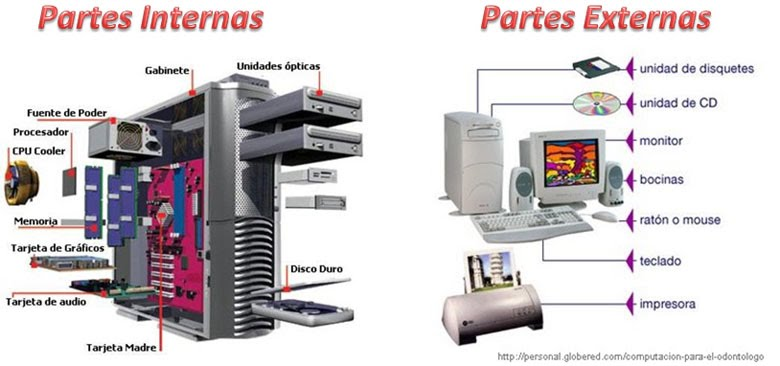 Partes Internas
Gabinete
Unidades ópticas
Fuente de Poder
Procesador
CPU Cooler
Memoria
Tarjeta de Gráficos
Tarjeta de audio
Disco Duro
Tarjeta Madre
Partes Externas
unidad de disquetes
unidad de CD
monitor
bocinas
ratón o mouse
teclado
impresora
http://personal.globered.com/computacion-para-el-odontologo